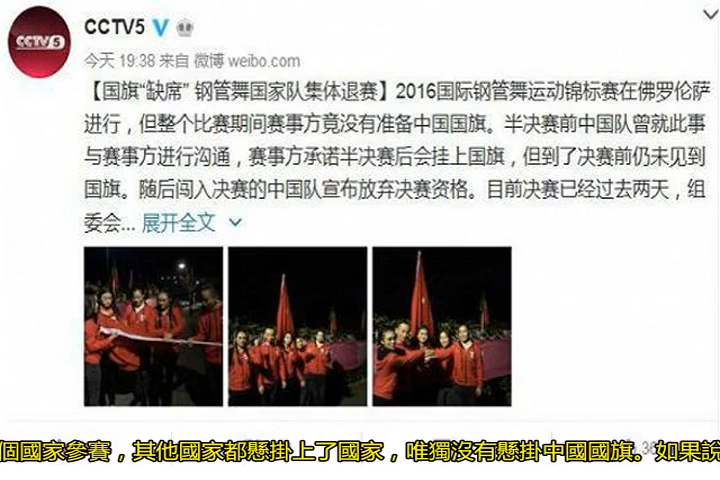 CCTV5
CCTV5
今天 19:38 来自 微博 weibo.com
【国旗“缺席” 钢管舞国家队集体退赛】2016国际钢管舞运动锦标赛在佛罗伦萨
进行，但整个比赛期间赛事方竟没有准备中国国旗。半决赛前中国队曾就此事
与赛事方进行沟通，赛事方承诺半决赛后会挂上国旗，但到了决赛前仍未见到
国旗。随后闯入决赛的中国队宣布放弃决赛资格。目前决赛已经过去两天，组
委会... 展开全文
個國家參賽，其他國家都懸掛上了國家，唯獨沒有懸掛中國國旗。如果說